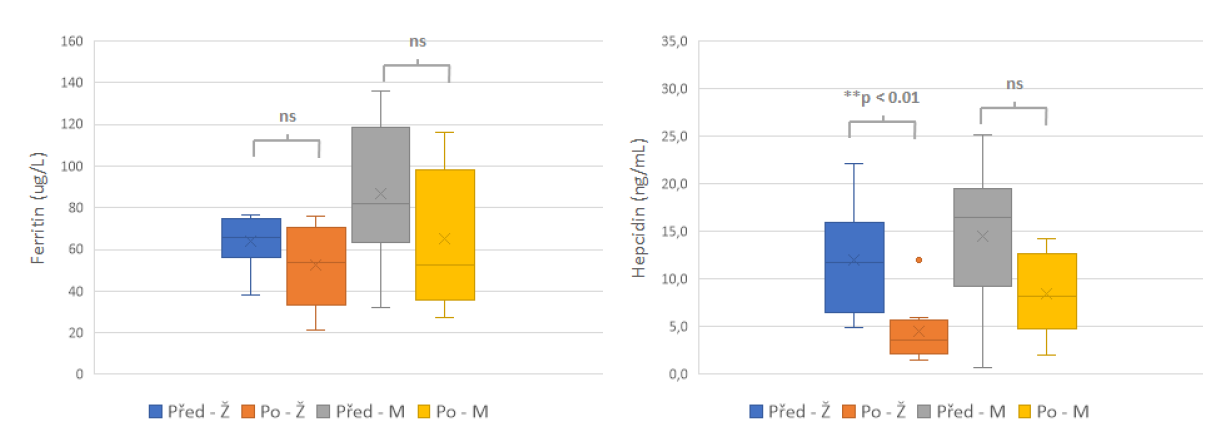 Ferritin (ug/L)
160
140
120
100
80
60
40
20
0
ns
ns
Před - Ž Po - Ž Před - M Po - M
Hepcidin (ng/mL)
35,0
30,0
25,0
20,0
15,0
10,0
5,0
0,0
**p < 0.01
ns
Před - Ž Po - Ž Před - M Po - M